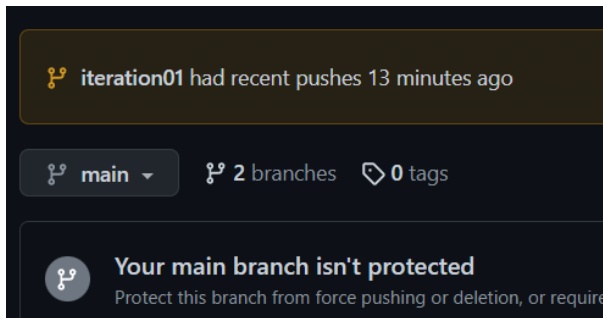 iteration01 had recent pushes 13 minutes ago
main 2 branches 0 tags
Your main branch isn't protected
Protect this branch from force pushing or deletion, or require